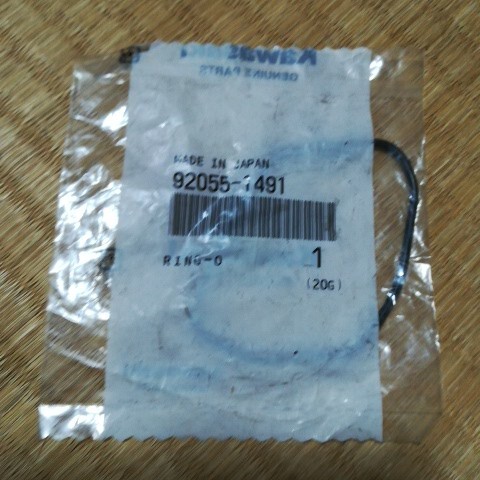 Kawasaki
GENUINE PARTS
MADE IN JAPAN
92055-1491
RING-O 1
(20G)